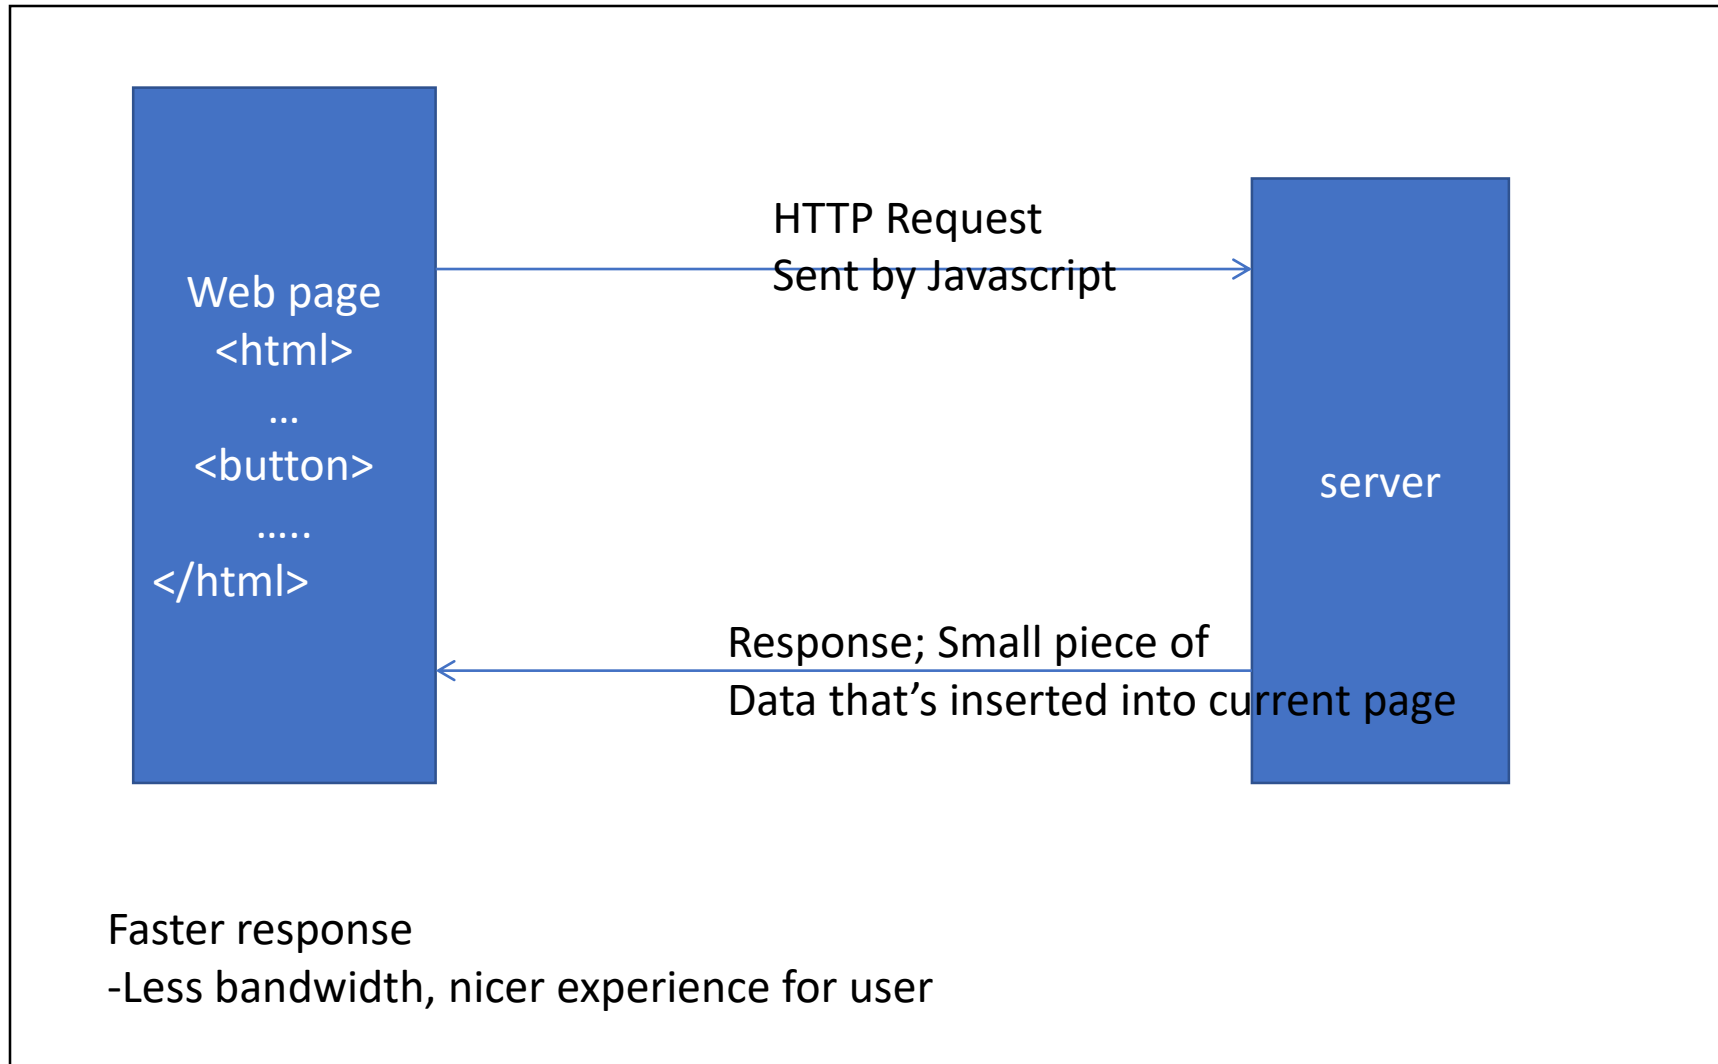 Web page
<html>
…
<button>
…..
</html>
HTTP Request
Sent by Javascript
server
Response; Small piece of
Data that’s inserted into current page
Faster response
-Less bandwidth, nicer experience for user